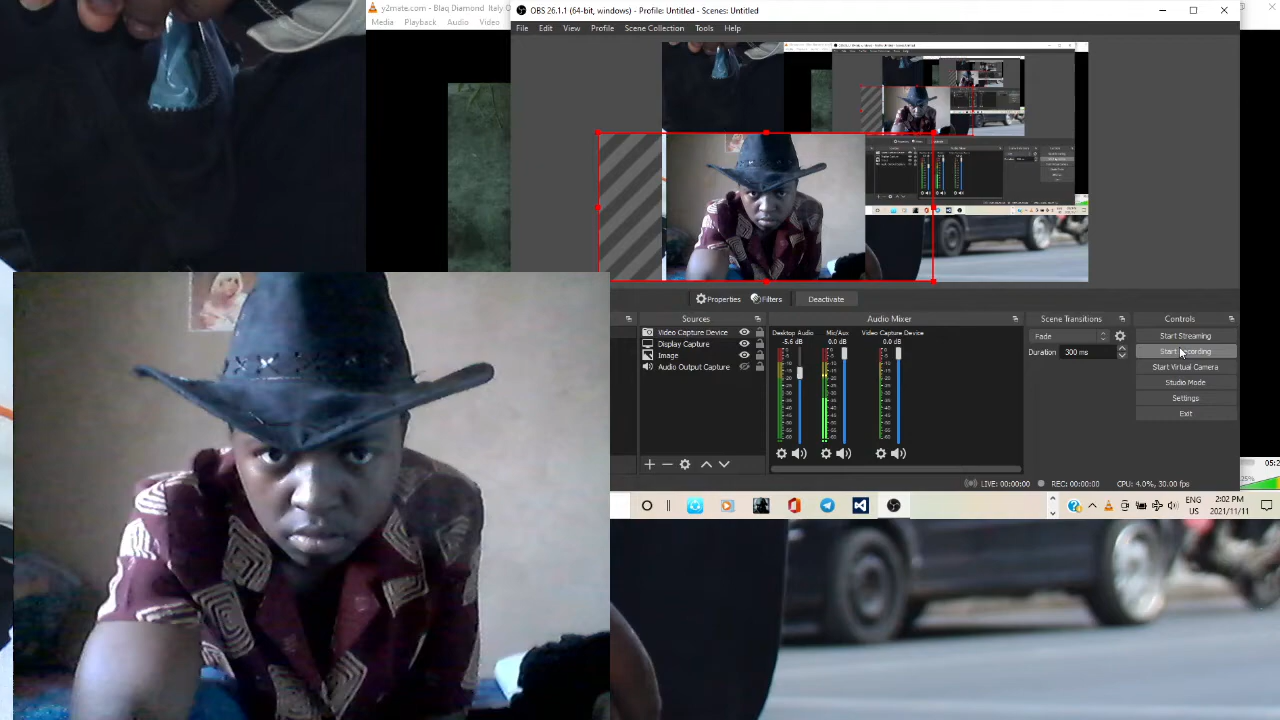 y2mate.com - Blaq Diamond Italy O
Media Playback Audio Video
OBS 26.1.1 (64-bit, windows) - Profile: Untitled - Scenes: Untitled
File Edit View Profile Scene Collection Tools Help
Properties Filters Deactivate
Sources Audio Mixer Scene Transitions Controls
Video Capture Device
Display Capture
Image
Audio Output Capture
Desktop Audio Mic/Aux Video Capture Device
-5.6 dB 0.0 dB 0.0 dB
Fade
Duration 300 ms
Start Streaming
Start Recording
Start Virtual Camera
Studio Mode
Settings
Exit
LIVE: 00:00:00 REC: 00:00:00 CPU: 4.0%, 30.00 fps
05:2
25%
ENG
US
2:02 PM
2021/11/11